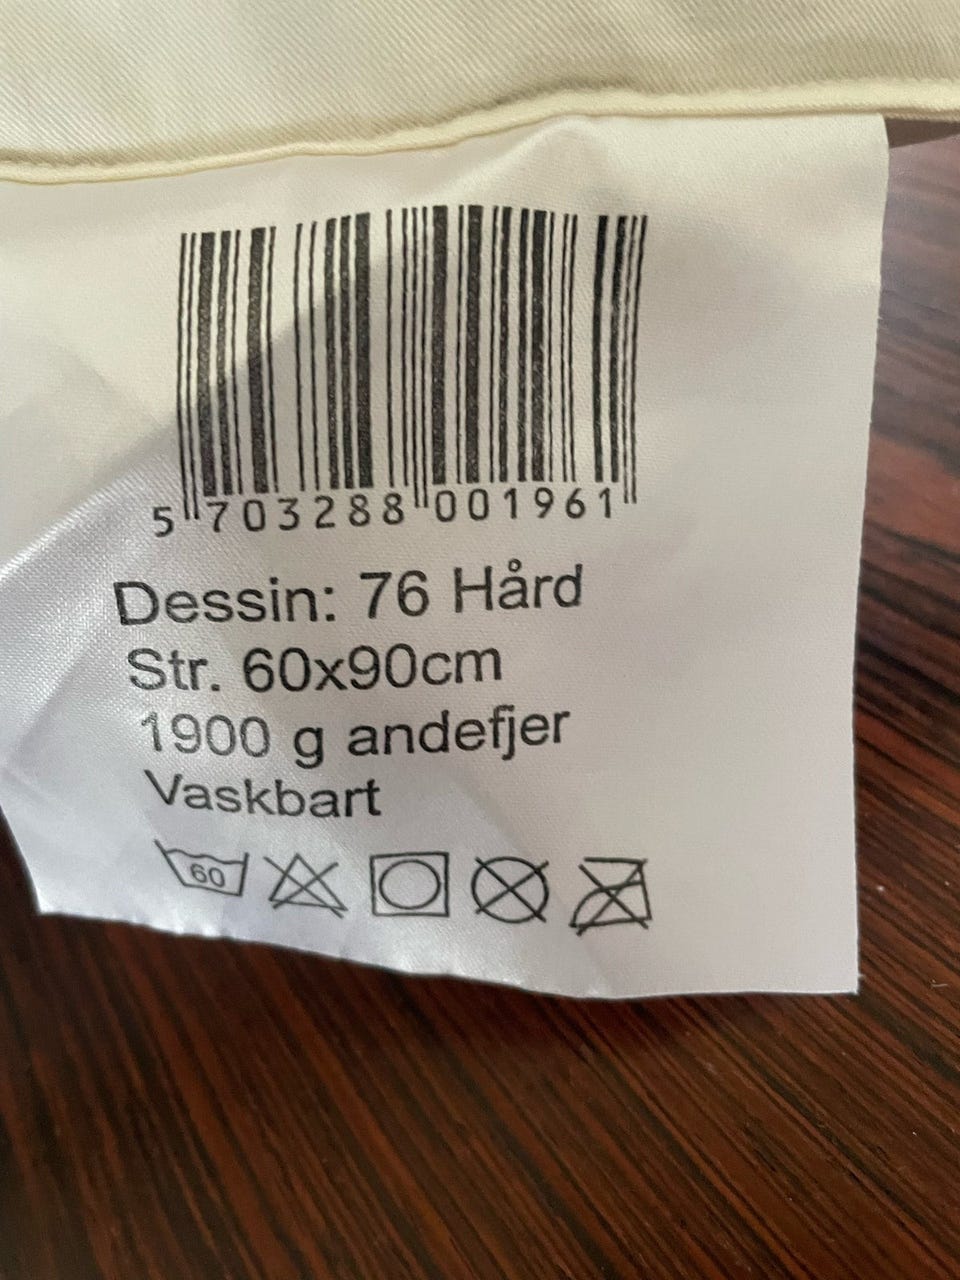 5 703288 001961
Dessin: 76 Hård
Str. 60x90cm
1900 g andefjer
Vaskbart
60